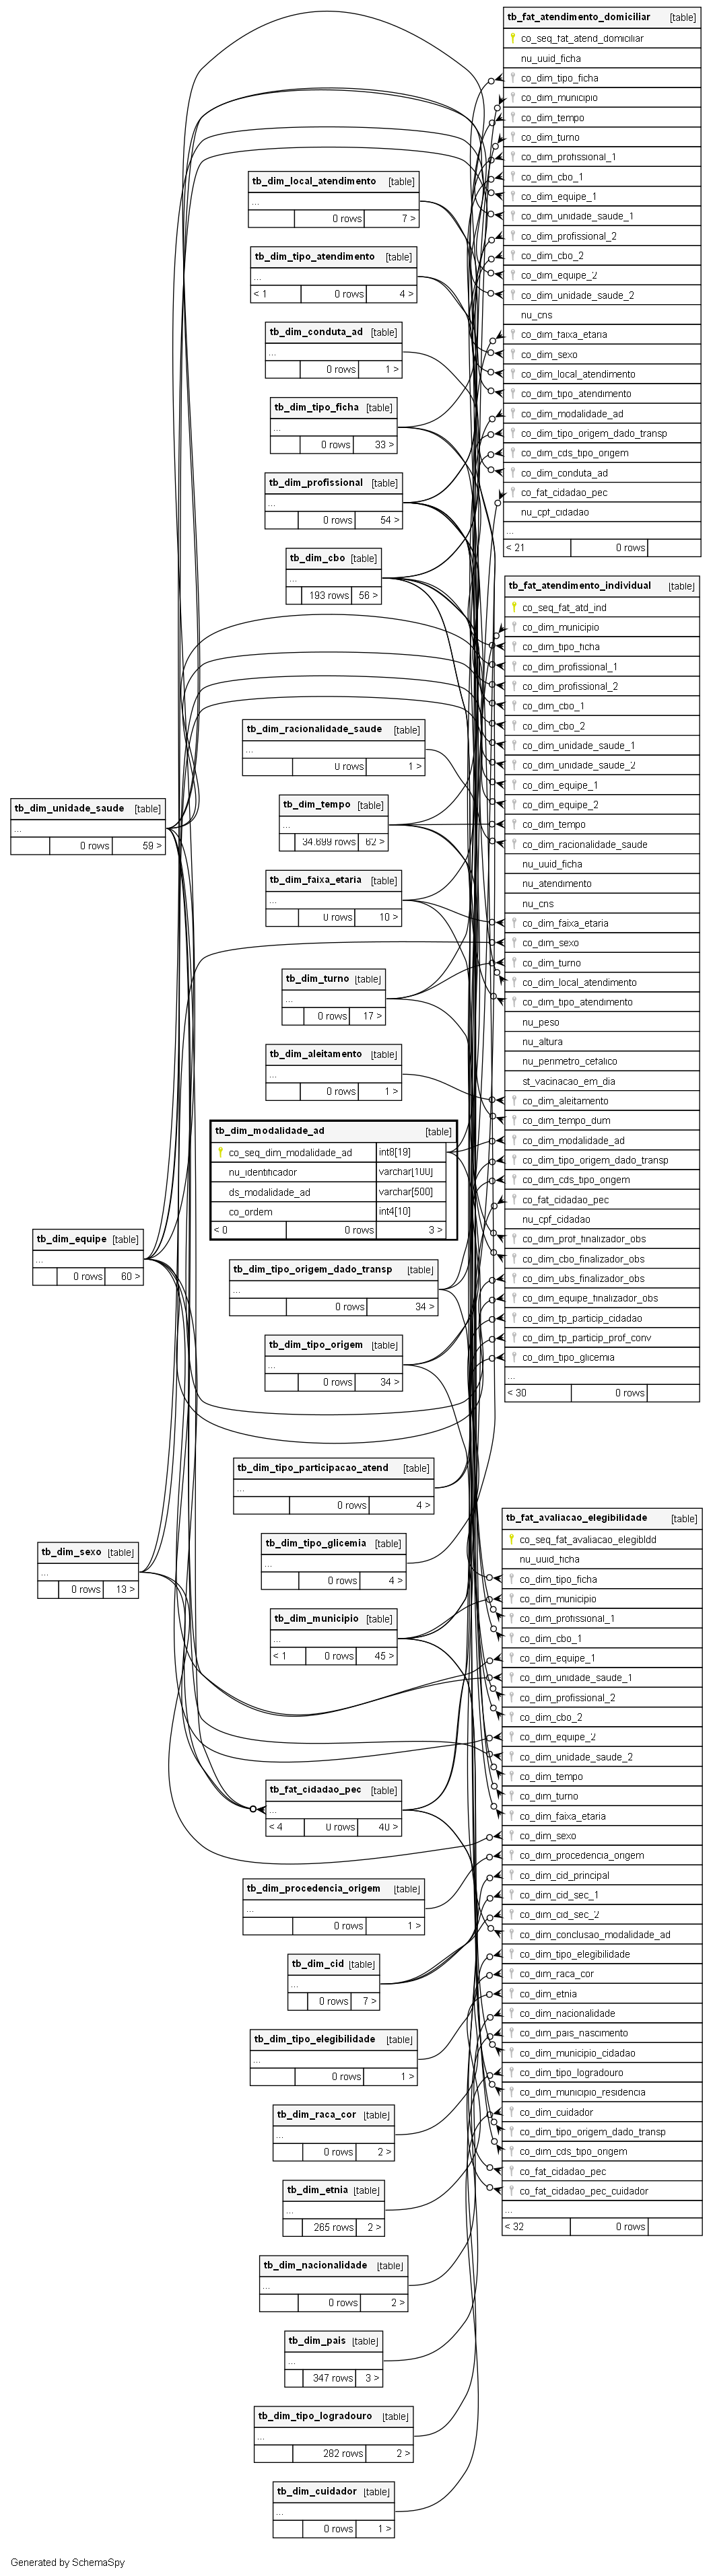 tb_fat_atendimento_domiciliar [table]
co_seq_fat_atend_domiciliar
nu_uuid_ficha
co_dim_tipo_ficha
co_dim_municipio
co_dim_tempo
co_dim_turno
co_dim_profissional_1
co_dim_cbo_1
co_dim_equipe_1
co_dim_unidade_saude_1
co_dim_profissional_2
co_dim_cbo_2
co_dim_equipe_2
co_dim_unidade_saude_2
nu_cns
co_dim_faixa_etaria
co_dim_sexo
co_dim_local_atendimento
co_dim_tipo_atendimento
co_dim_modalidade_ad
co_dim_tipo_origem_dado_transp
co_dim_cds_tipo_origem
co_dim_conduta_ad
co_fat_cidadao_pec
nu_cpf_cidadao
...
< 21 0 rows
tb_dim_local_atendimento [table]
...
0 rows 7 >
tb_dim_tipo_atendimento [table]
...
< 1 0 rows 4 >
tb_dim_conduta_ad [table]
...
0 rows 1 >
tb_dim_tipo_ficha [table]
...
0 rows 33 >
tb_dim_profissional [table]
...
0 rows 54 >
tb_dim_cbo [table]
...
193 rows 56 >
tb_fat_atendimento_individual [table]
co_seq_fat_atd_ind
co_dim_municipio
co_dim_tipo_ficha
co_dim_profissional_1
co_dim_profissional_2
co_dim_cbo_1
co_dim_cbo_2
co_dim_unidade_saude_1
co_dim_unidade_saude_2
co_dim_equipe_1
co_dim_equipe_2
co_dim_tempo
co_dim_racionalidade_saude
nu_uuid_ficha
nu_atendimento
nu_cns
co_dim_faixa_etaria
co_dim_sexo
co_dim_turno
co_dim_local_atendimento
co_dim_tipo_atendimento
nu_peso
nu_altura
nu_perimetro_cefalico
st_vacinacao_em_dia
co_dim_aleitamento
co_dim_tempo_dum
co_dim_modalidade_ad
co_dim_tipo_origem_dado_transp
co_dim_cds_tipo_origem
co_fat_cidadao_pec
nu_cpf_cidadao
co_dim_prof_finalizador_obs
co_dim_cbo_finalizador_obs
co_dim_ubs_finalizador_obs
co_dim_equipe_finalizador_obs
co_dim_tp_particip_cidadao
co_dim_tp_particip_prof_conv
co_dim_tipo_glicemia
...
< 30 0 rows
tb_dim_racionalidade_saude [table]
...
0 rows 1 >
tb_dim_unidade_saude [table]
...
0 rows 59 >
tb_dim_tempo [table]
...
34.699 rows 62 >
tb_dim_faixa_etaria [table]
...
0 rows 10 >
tb_dim_turno [table]
...
0 rows 17 >
tb_dim_aleitamento [table]
...
0 rows 1 >
tb_dim_modalidade_ad [table]
co_seq_dim_modalidade_ad int8[19]
nu_identificador varchar[100]
ds_modalidade_ad varchar[500]
co_ordem int4[10]
< 0 0 rows 3 >
tb_dim_equipe [table]
...
0 rows 60 >
tb_dim_tipo_origem_dado_transp [table]
...
0 rows 34 >
tb_dim_tipo_origem [table]
...
0 rows 34 >
tb_dim_tipo_participacao_atend [table]
...
0 rows 4 >
tb_dim_tipo_glicemia [table]
...
0 rows 4 >
tb_dim_sexo [table]
...
0 rows 13 >
tb_dim_municipio [table]
...
< 1 0 rows 45 >
tb_fat_avaliacao_elegibilidade [table]
co_seq_fat_avaliacao_elegibldd
nu_uuid_ficha
co_dim_tipo_ficha
co_dim_municipio
co_dim_profissional_1
co_dim_cbo_1
co_dim_equipe_1
co_dim_unidade_saude_1
co_dim_profissional_2
co_dim_cbo_2
co_dim_equipe_2
co_dim_unidade_saude_2
co_dim_tempo
co_dim_turno
co_dim_faixa_etaria
co_dim_sexo
co_dim_procedencia_origem
co_dim_cid_principal
co_dim_cid_sec_1
co_dim_cid_sec_2
co_dim_conclusao_modalidade_ad
co_dim_tipo_elegibilidade
co_dim_raca_cor
co_dim_etnia
co_dim_nacionalidade
co_dim_pais_nascimento
co_dim_municipio_cidadao
co_dim_tipo_logradouro
co_dim_municipio_residencia
co_dim_cuidador
co_dim_tipo_origem_dado_transp
co_dim_cds_tipo_origem
co_fat_cidadao_pec
co_fat_cidadao_pec_cuidador
...
< 32 0 rows
tb_fat_cidadao_pec [table]
...
< 4 0 rows 40 >
tb_dim_procedencia_origem [table]
...
0 rows 1 >
tb_dim_cid [table]
...
0 rows 7 >
tb_dim_tipo_elegibilidade [table]
...
0 rows 1 >
tb_dim_raca_cor [table]
...
0 rows 2 >
tb_dim_etnia [table]
...
265 rows 2 >
tb_dim_nacionalidade [table]
...
0 rows 2 >
tb_dim_pais [table]
...
347 rows 3 >
tb_dim_tipo_logradouro [table]
...
282 rows 2 >
tb_dim_cuidador [table]
...
0 rows 1 >
Generated by SchemaSpy